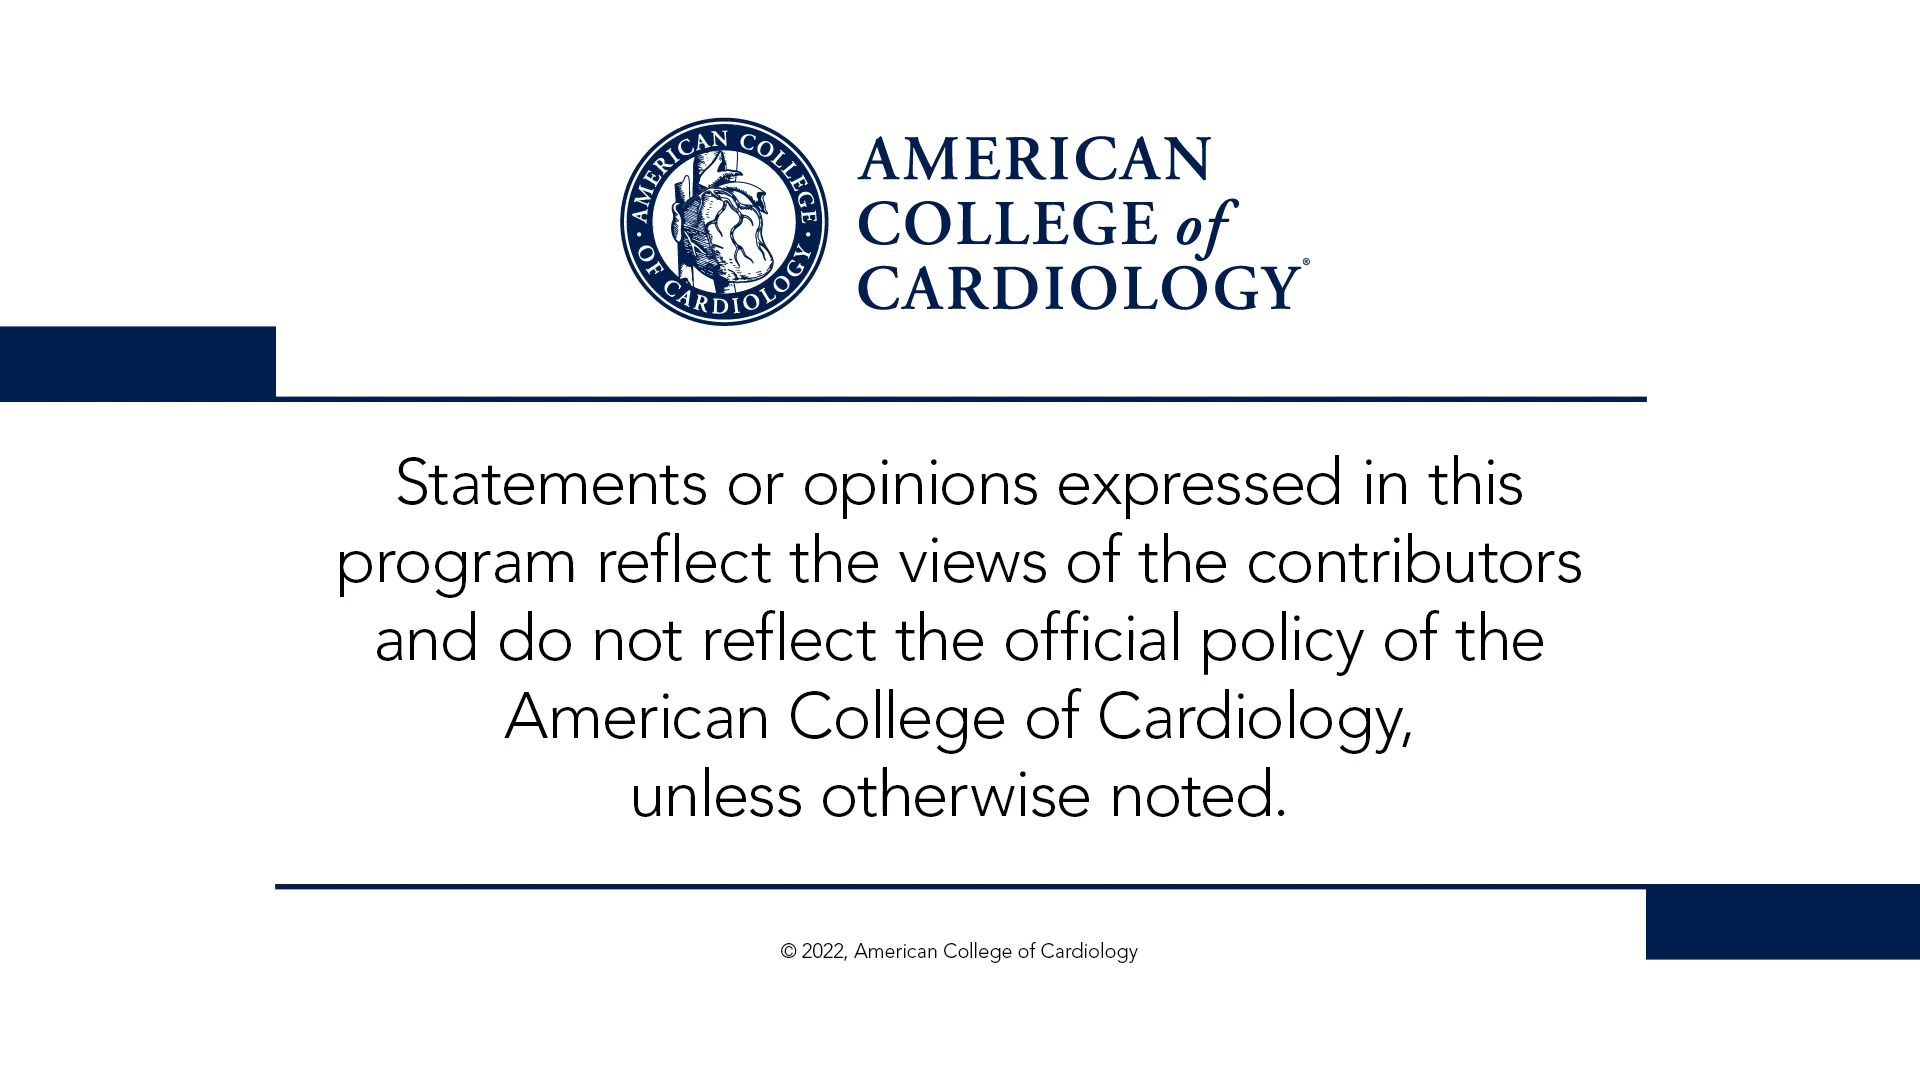 AMERICAN COLLEGE
· OF CARDIOLOGY ·
AMERICAN
COLLEGE of
CARDIOLOGY®
Statements or opinions expressed in this
program reflect the views of the contributors
and do not reflect the official policy of the
American College of Cardiology,
unless otherwise noted.
© 2022, American College of Cardiology